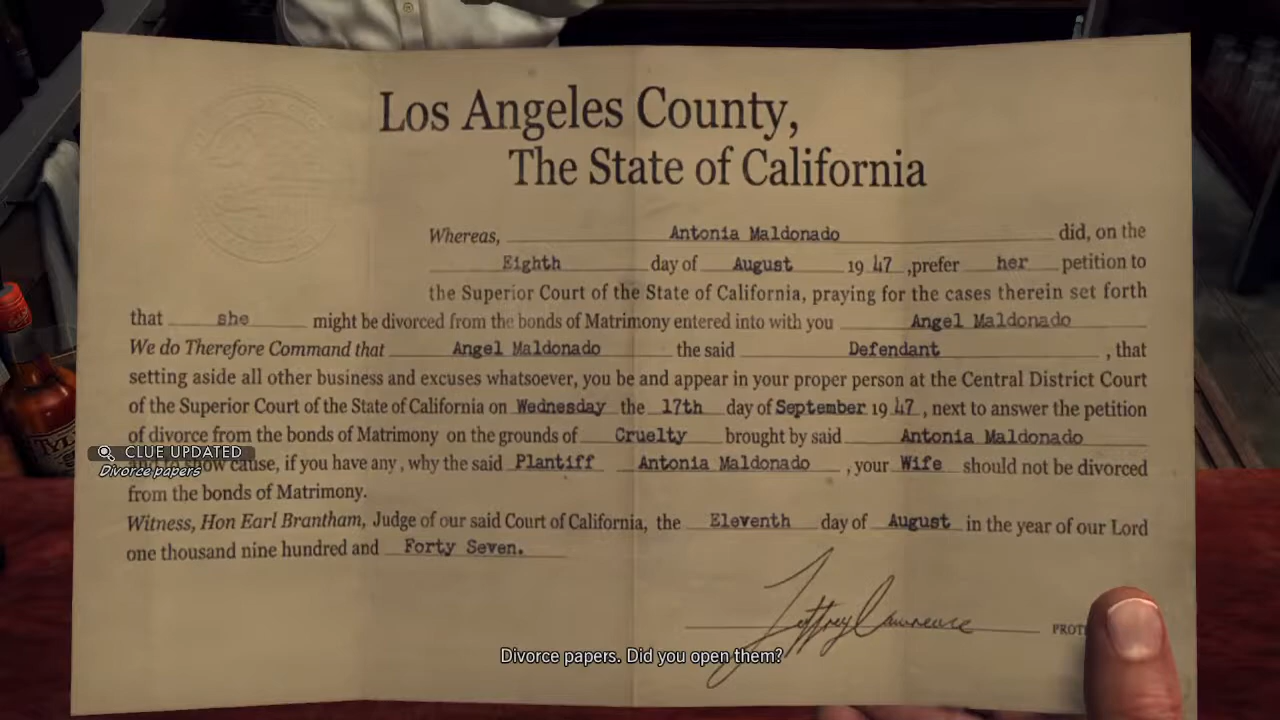 Los Angeles County,
The State of California
Whereas, Antonia Maldonado did, on the
Eighth day of August 19 47 ,prefer her petition to
the Superior Court of the State of California, praying for the cases therein set forth
that she might be divorced from the bonds of Matrimony entered into with you Angel Maldonado
We do Therefore Command that Angel Maldonado the said Defendant , that
setting aside all other business and excuses whatsoever, you be and appear in your proper person at the Central District Court
of the Superior Court of the State of California on Wednesday the 17th day of September 19 47 , next to answer the petition
of divorce from the bonds of Matrimony on the grounds of Cruelty brought by said Antonia Maldonado
CLUE UPDATED
cause, if you have any , why the said Plantiff Antonia Maldonado , your Wife should not be divorced
Divorce papers
from the bonds of Matrimony.
Witness, Hon Earl Brantham, Judge of our said Court of California, the Eleventh day of August in the year of our Lord
one thousand nine hundred and Forty Seven.
Jeffrey Lawrence
Divorce papers. Did you open them?